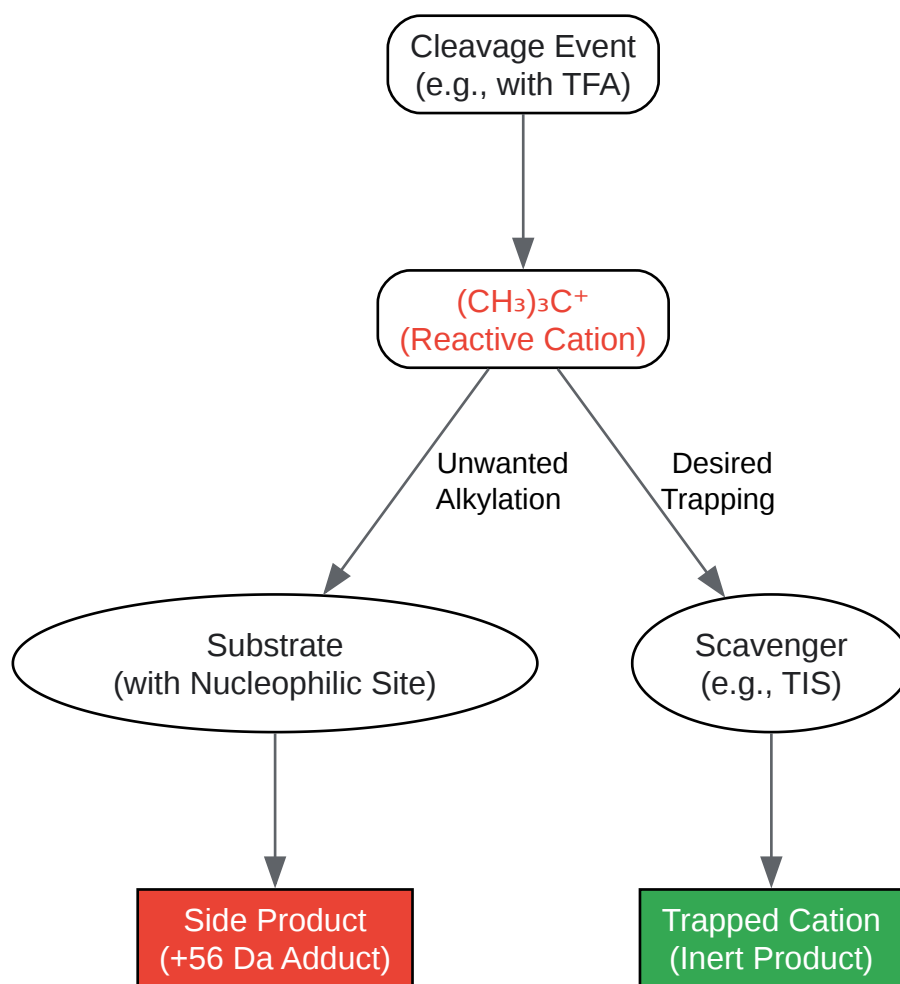 Cleavage Event
(e.g., with TFA)
(CH₃)₃C⁺
(Reactive Cation)
Unwanted
Alkylation
Desired
Trapping
Substrate
(with Nucleophilic Site)
Scavenger
(e.g., TIS)
Side Product
(+56 Da Adduct)
Trapped Cation
(Inert Product)